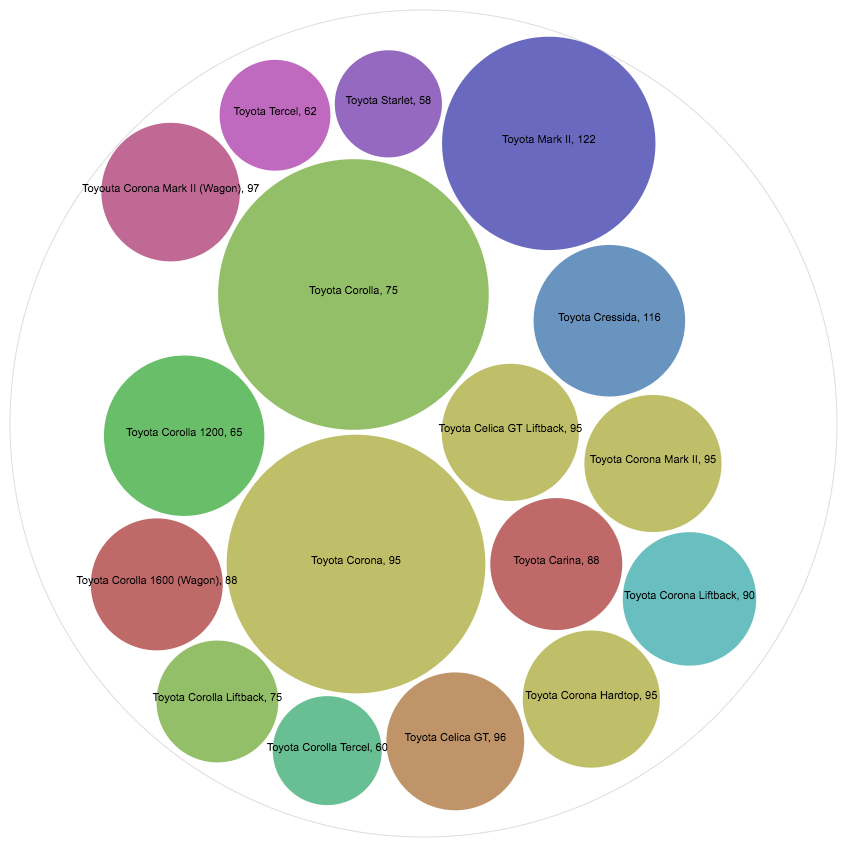 Toyota Starlet, 58
Toyota Tercel, 62
Toyota Mark II, 122
Toyouta Corona Mark II (Wagon), 97
Toyota Corolla, 75
Toyota Cressida, 116
Toyota Celica GT Liftback, 95
Toyota Corolla 1200, 65
Toyota Corona Mark II, 95
Toyota Corona, 95
Toyota Carina, 88
Toyota Corolla 1600 (Wagon), 88
Toyota Corona Liftback, 90
Toyota Corona Hardtop, 95
Toyota Corolla Liftback, 75
Toyota Celica GT, 96
Toyota Corolla Tercel, 60